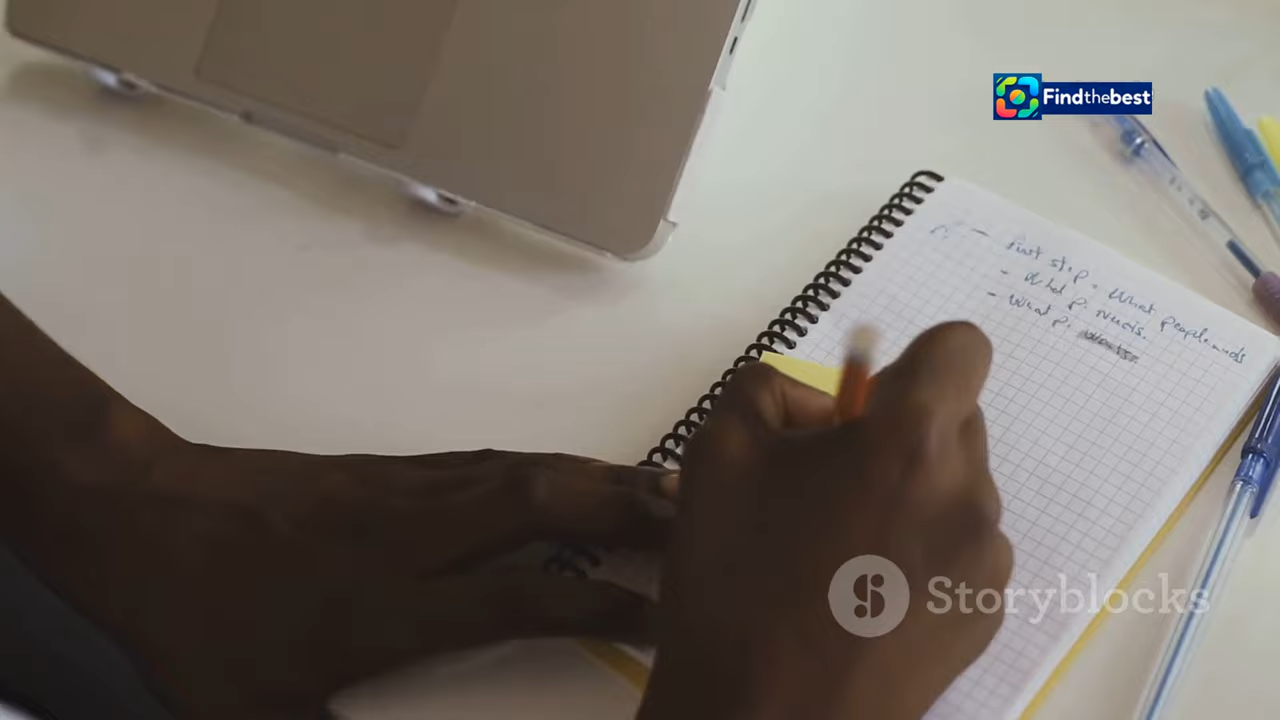 Findthebest
First step = What people needs
- What p. needs.
- What p.
Storyblocks